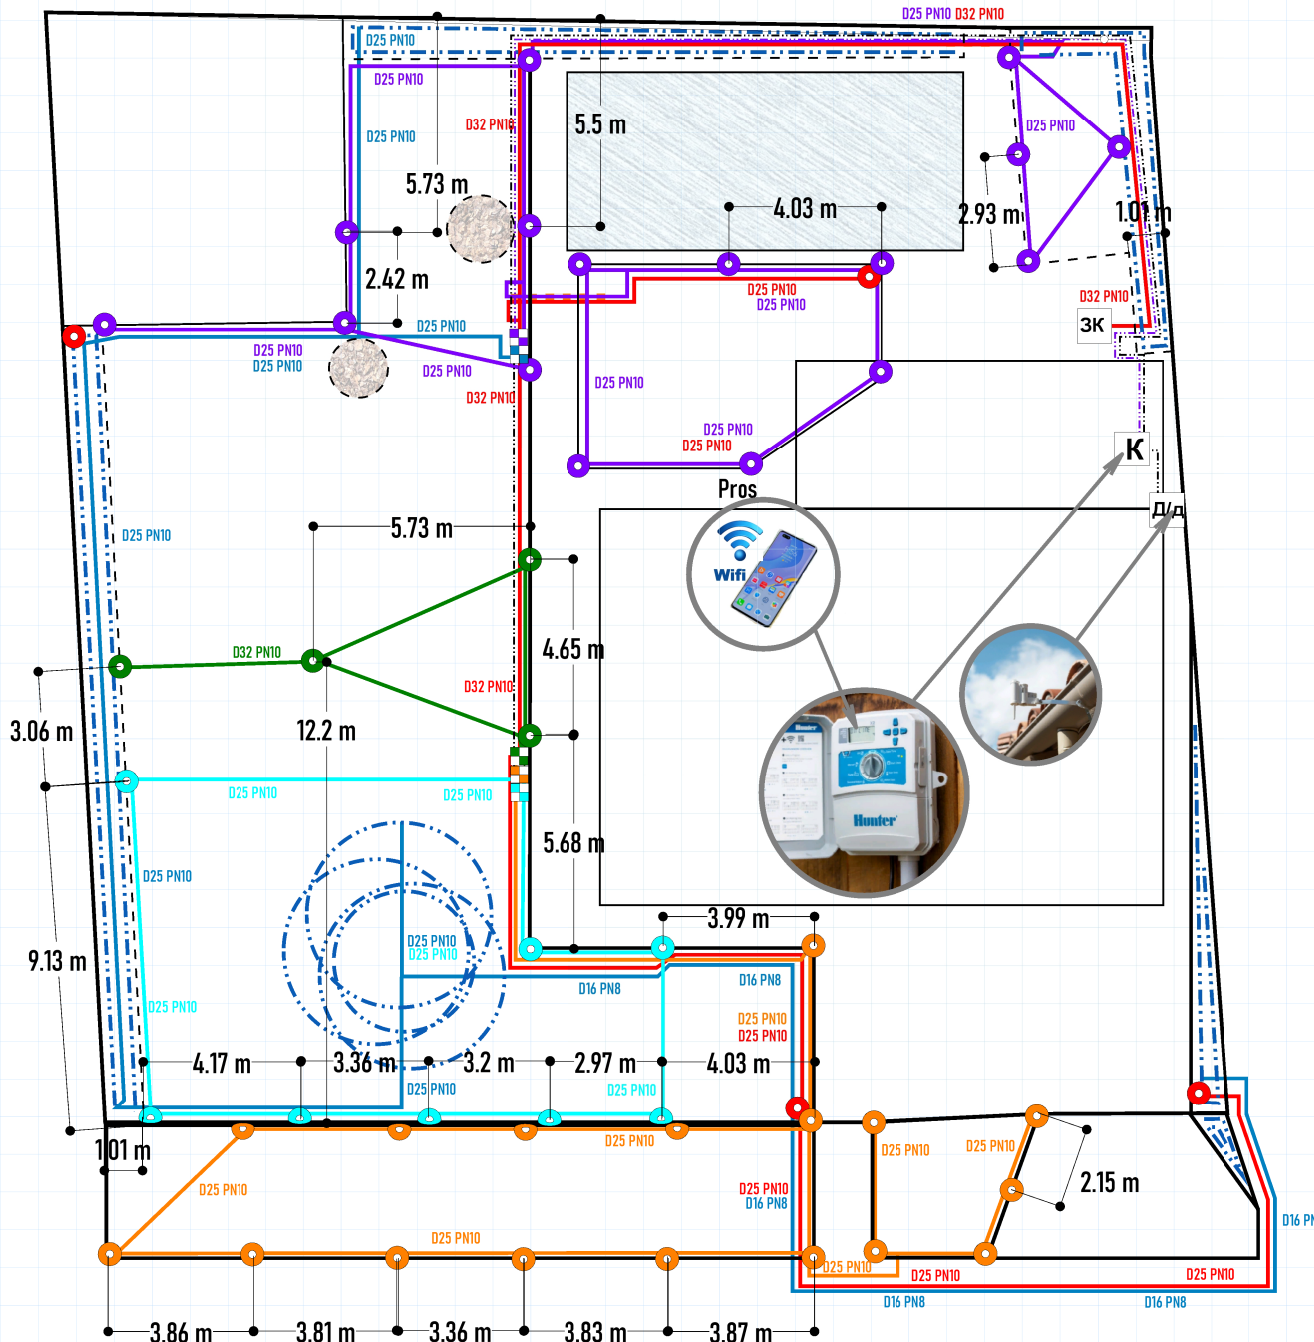 D25 PN10 D32 PN10
D25 PN10
D25 PN10
D32 PN10
5.5 m
D25 PN10
D25 PN10
5.73 m
4.03 m
2.93 m
1.01 m
2.42 m
D25 PN10
D25 PN10
D32 PN10
ЗК
D25 PN10
D25 PN10
D25 PN10
D25 PN10
D25 PN10
D32 PN10
D25 PN10
D25 PN10
К
Pros
Д/д
5.73 m
D25 PN10
Wifi
D32 PN10
4.65 m
D32 PN10
3.06 m
12.2 m
Hunter
D25 PN10
D25 PN10
Hunter
5.68 m
D25 PN10
3.99 m
D25 PN10
D25 PN10
9.13 m
D16 PN8
D16 PN8
D25 PN10
D25 PN10
D25 PN10
4.17 m
3.36 m
3.2 m
2.97 m
4.03 m
D25 PN10
D25 PN10
1.01 m
D25 PN10
D25 PN10
D25 PN10
D25 PN10
D25 PN10
D16 PN8
2.15 m
D16 PN
D25 PN10
D25 PN10
D25 PN10
D25 PN10
D16 PN8
D16 PN8
3.86 m
3.81 m
3.36 m
3.83 m
3.87 m